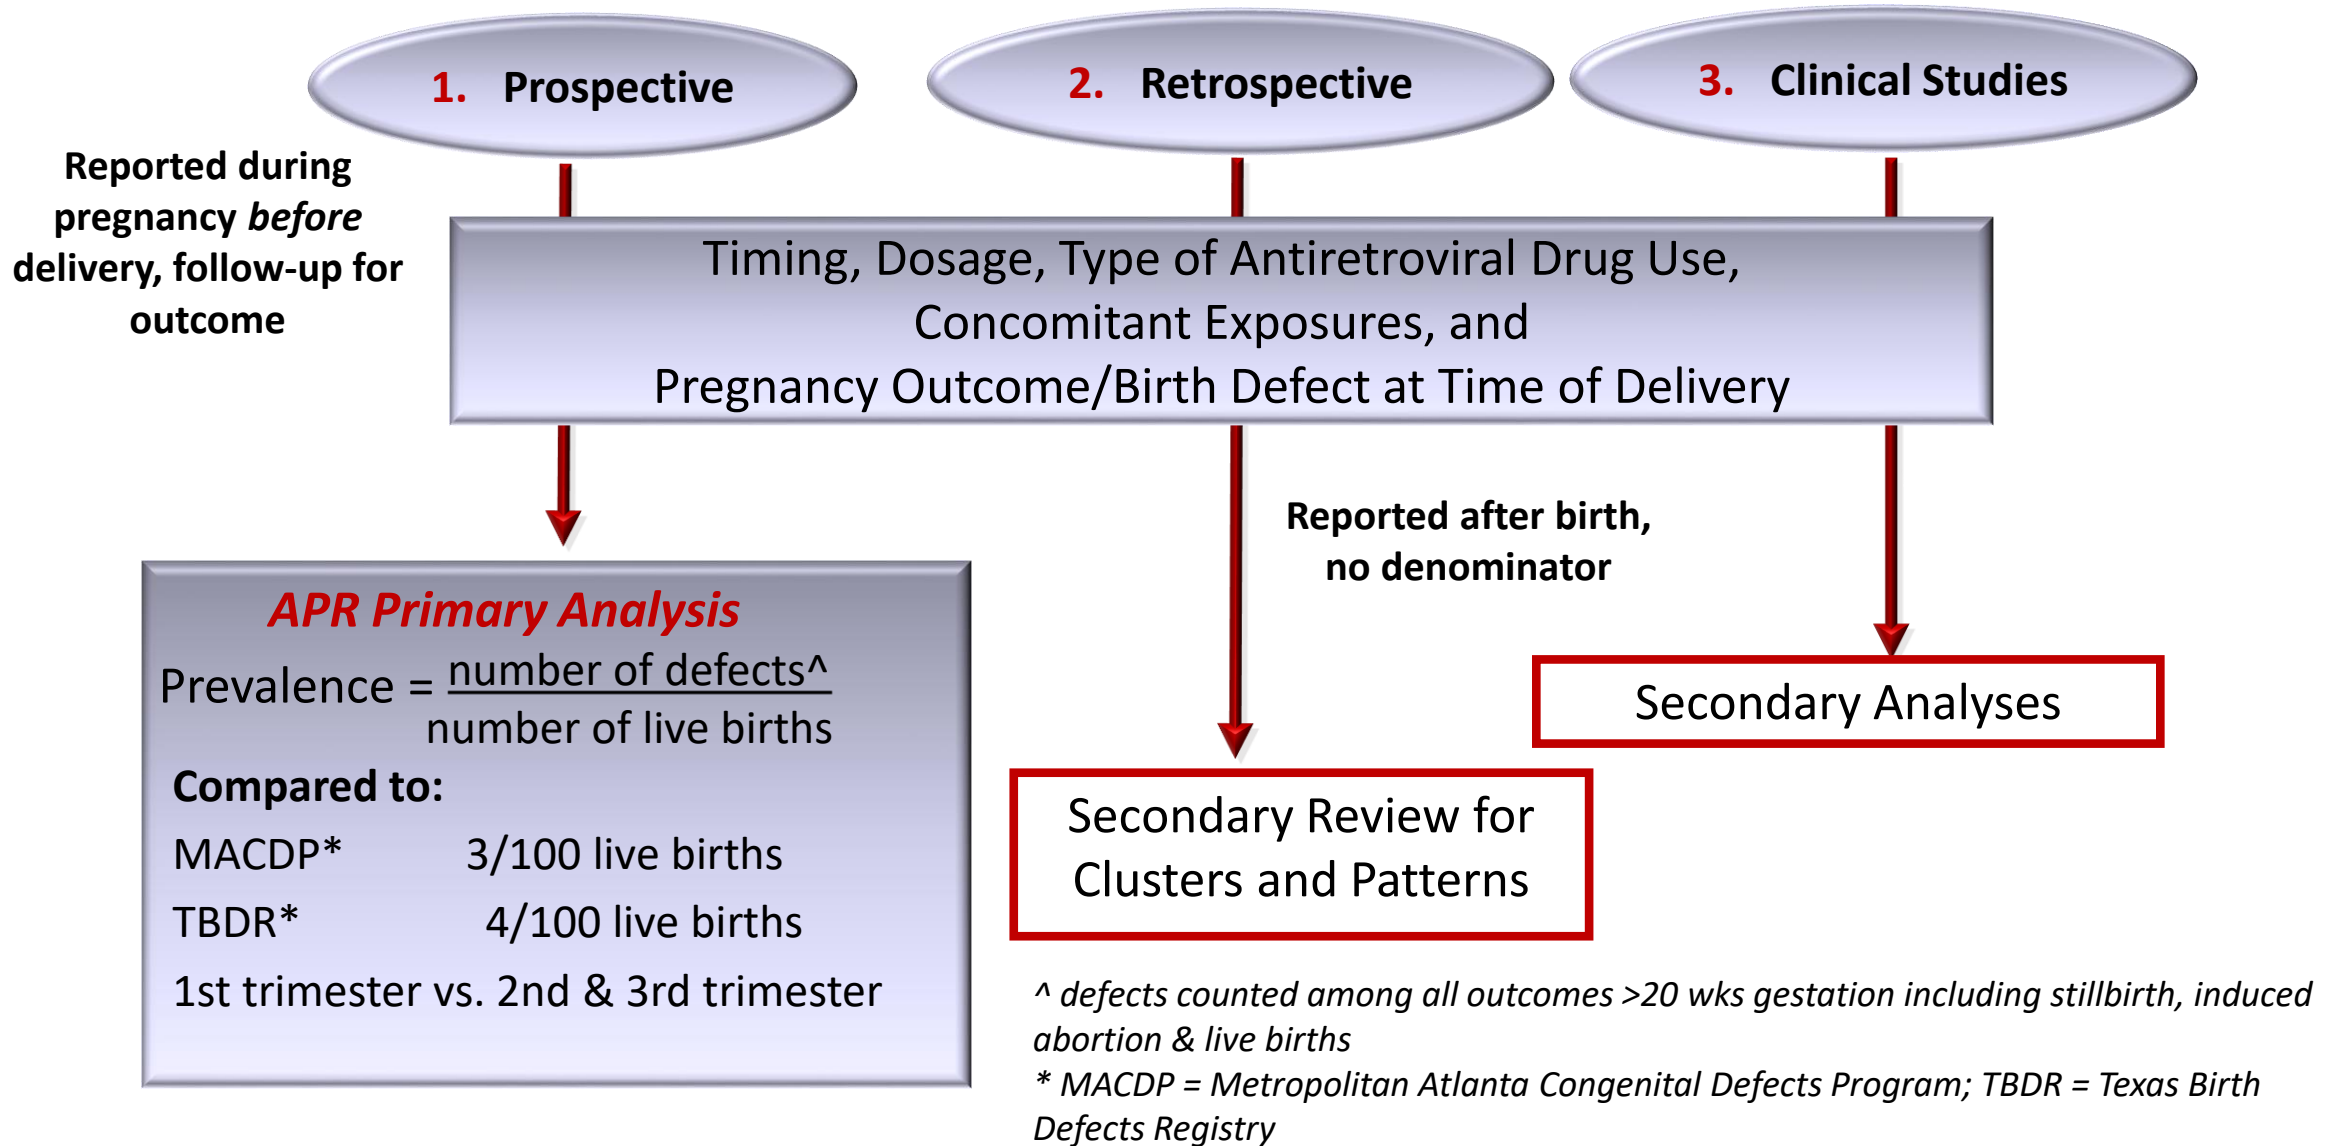 1. Prospective
2. Retrospective
3. Clinical Studies
Reported during
pregnancy before
delivery, follow-up for
outcome
Timing, Dosage, Type of Antiretroviral Drug Use,
Concomitant Exposures, and
Pregnancy Outcome/Birth Defect at Time of Delivery
Reported after birth,
no denominator
APR Primary Analysis
Prevalence = number of defects^
number of live births
Compared to:
MACDP* 3/100 live births
TBDR* 4/100 live births
1st trimester vs. 2nd & 3rd trimester
Secondary Review for
Clusters and Patterns
Secondary Analyses
^ defects counted among all outcomes >20 wks gestation including stillbirth, induced
abortion & live births
* MACDP = Metropolitan Atlanta Congenital Defects Program; TBDR = Texas Birth
Defects Registry